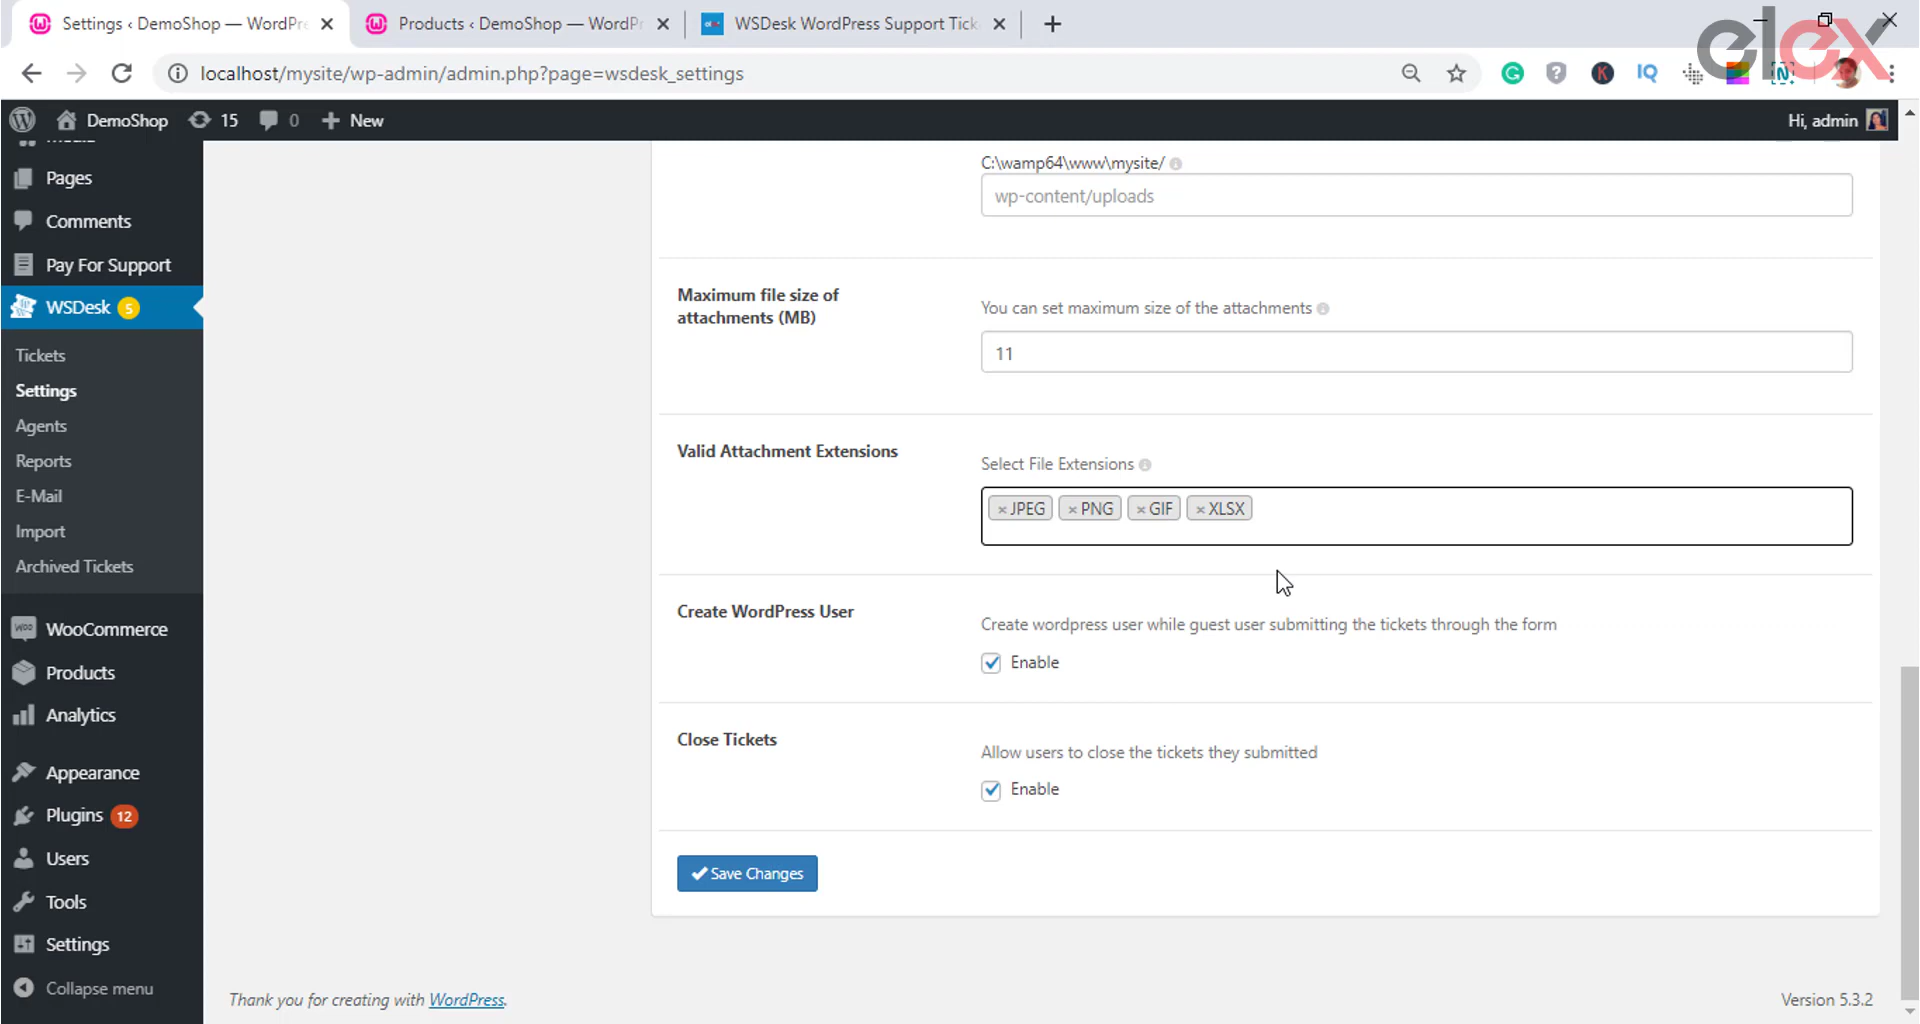 Settings ‹ DemoShop — WordPre
Products ‹ DemoShop — WordPr
WSDesk WordPress Support Tick
elex
localhost/mysite/wp-admin/admin.php?page=wsdesk_settings
IQ
DemoShop
15
0
New
Hi, admin
Pages
Comments
Pay For Support
WSDesk 5
Tickets
Settings
Agents
Reports
E-Mail
Import
Archived Tickets
WooCommerce
Products
Analytics
Appearance
Plugins 12
Users
Tools
Settings
Collapse menu
C:\wamp64\www\mysite/
wp-content/uploads
Maximum file size of
attachments (MB)
You can set maximum size of the attachments
11
Valid Attachment Extensions
Select File Extensions
× JPEG × PNG × GIF × XLSX
Create WordPress User
Create wordpress user while guest user submitting the tickets through the form
Enable
Close Tickets
Allow users to close the tickets they submitted
Enable
Save Changes
Thank you for creating with WordPress.
Version 5.3.2